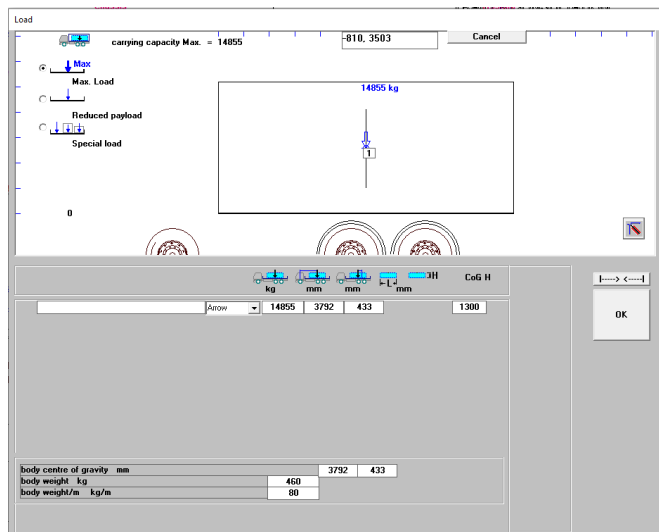 Load
carrying capacity Max. = 14855
-810, 3503
Cancel
Max
Max. Load
14855 kg
Reduced payload
1
Special load
0
H CoG H
L
kg mm mm mm
Arrow 14855 3792 433 1300
OK
body centre of gravity mm 3792 433
body weight kg 460
body weight/m kg/m 80